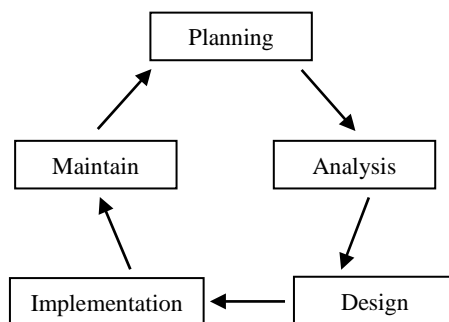 Planning
Analysis
Design
Implementation
Maintain